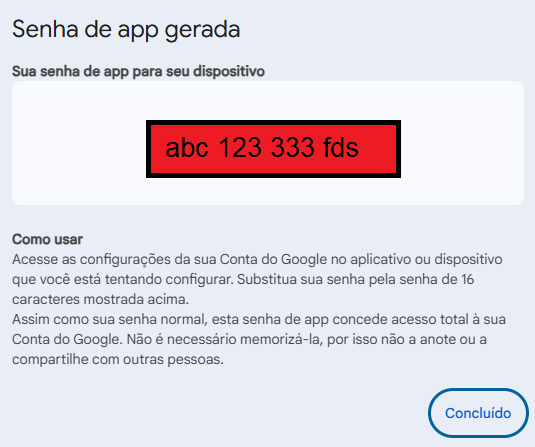 Senha de app gerada
Sua senha de app para seu dispositivo
abc 123 333 fds
Como usar
Acesse as configurações da sua Conta do Google no aplicativo ou dispositivo
que você está tentando configurar. Substitua sua senha pela senha de 16
caracteres mostrada acima.
Assim como sua senha normal, esta senha de app concede acesso total à sua
Conta do Google. Não é necessário memorizá-la, por isso não a anote ou a
compartilhe com outras pessoas.
Concluído